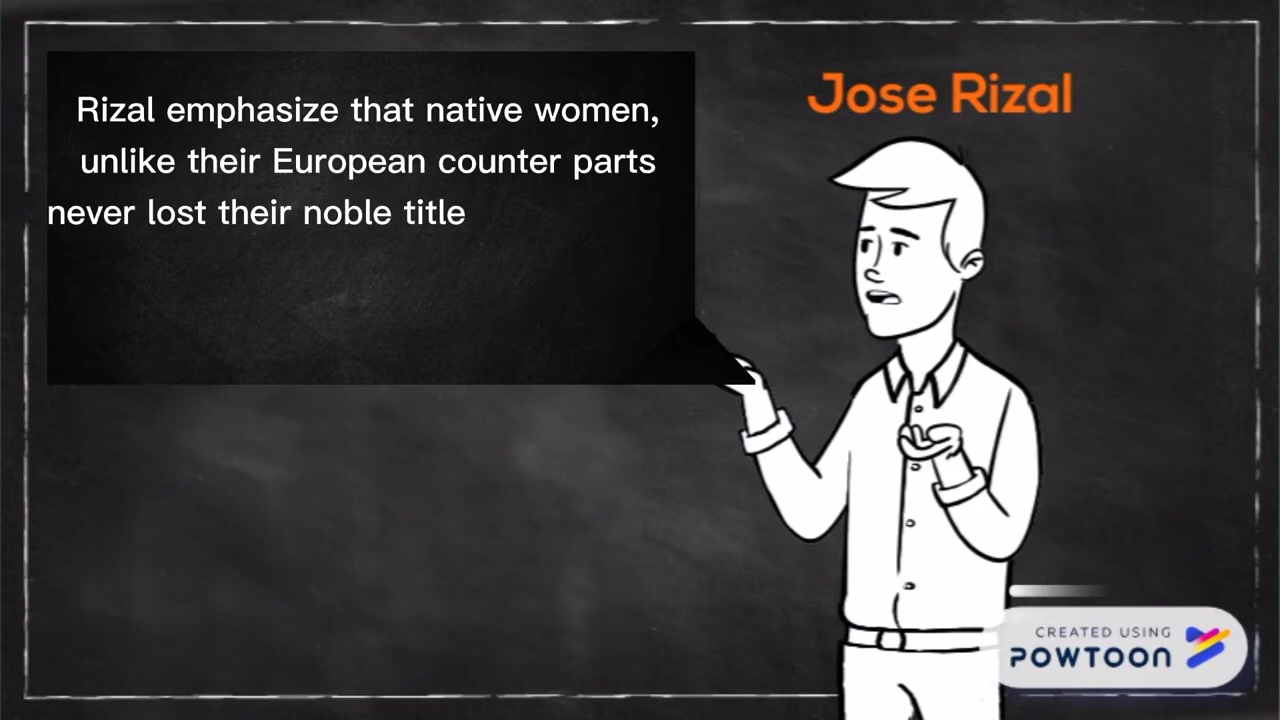 Jose Rizal
Rizal emphasize that native women,
unlike their European counter parts
never lost their noble title
CREATED USING
POWTOON